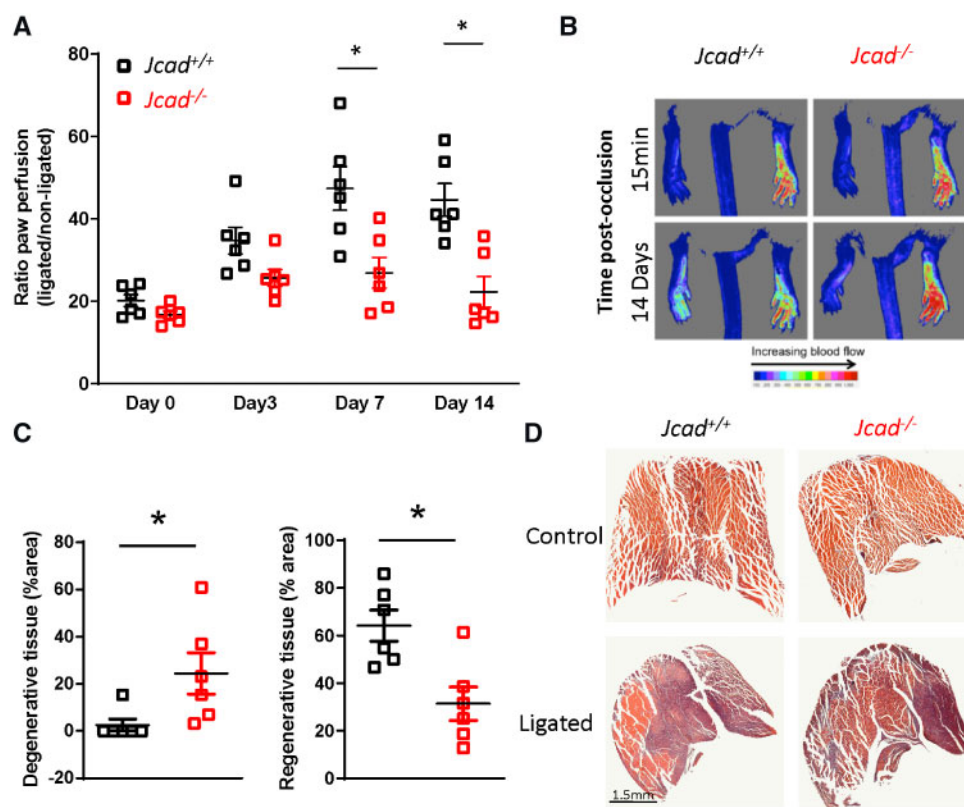 A
80
60
40
20
0
Ratio paw perfusion
(ligated/non-ligated)
Jcad+/+
Jcad-/-
*
*
Day 0 Day3 Day 7 Day 14
B
Jcad+/+ Jcad-/-
Time post-occlusion
15min
14 Days
Increasing blood flow
C
Degenerative tissue (%area)
80
60
40
20
0
-20
*
Regenerative tissue (% area)
100
80
60
40
20
0
*
D
Jcad+/+ Jcad-/-
Control
Ligated
1.5mm